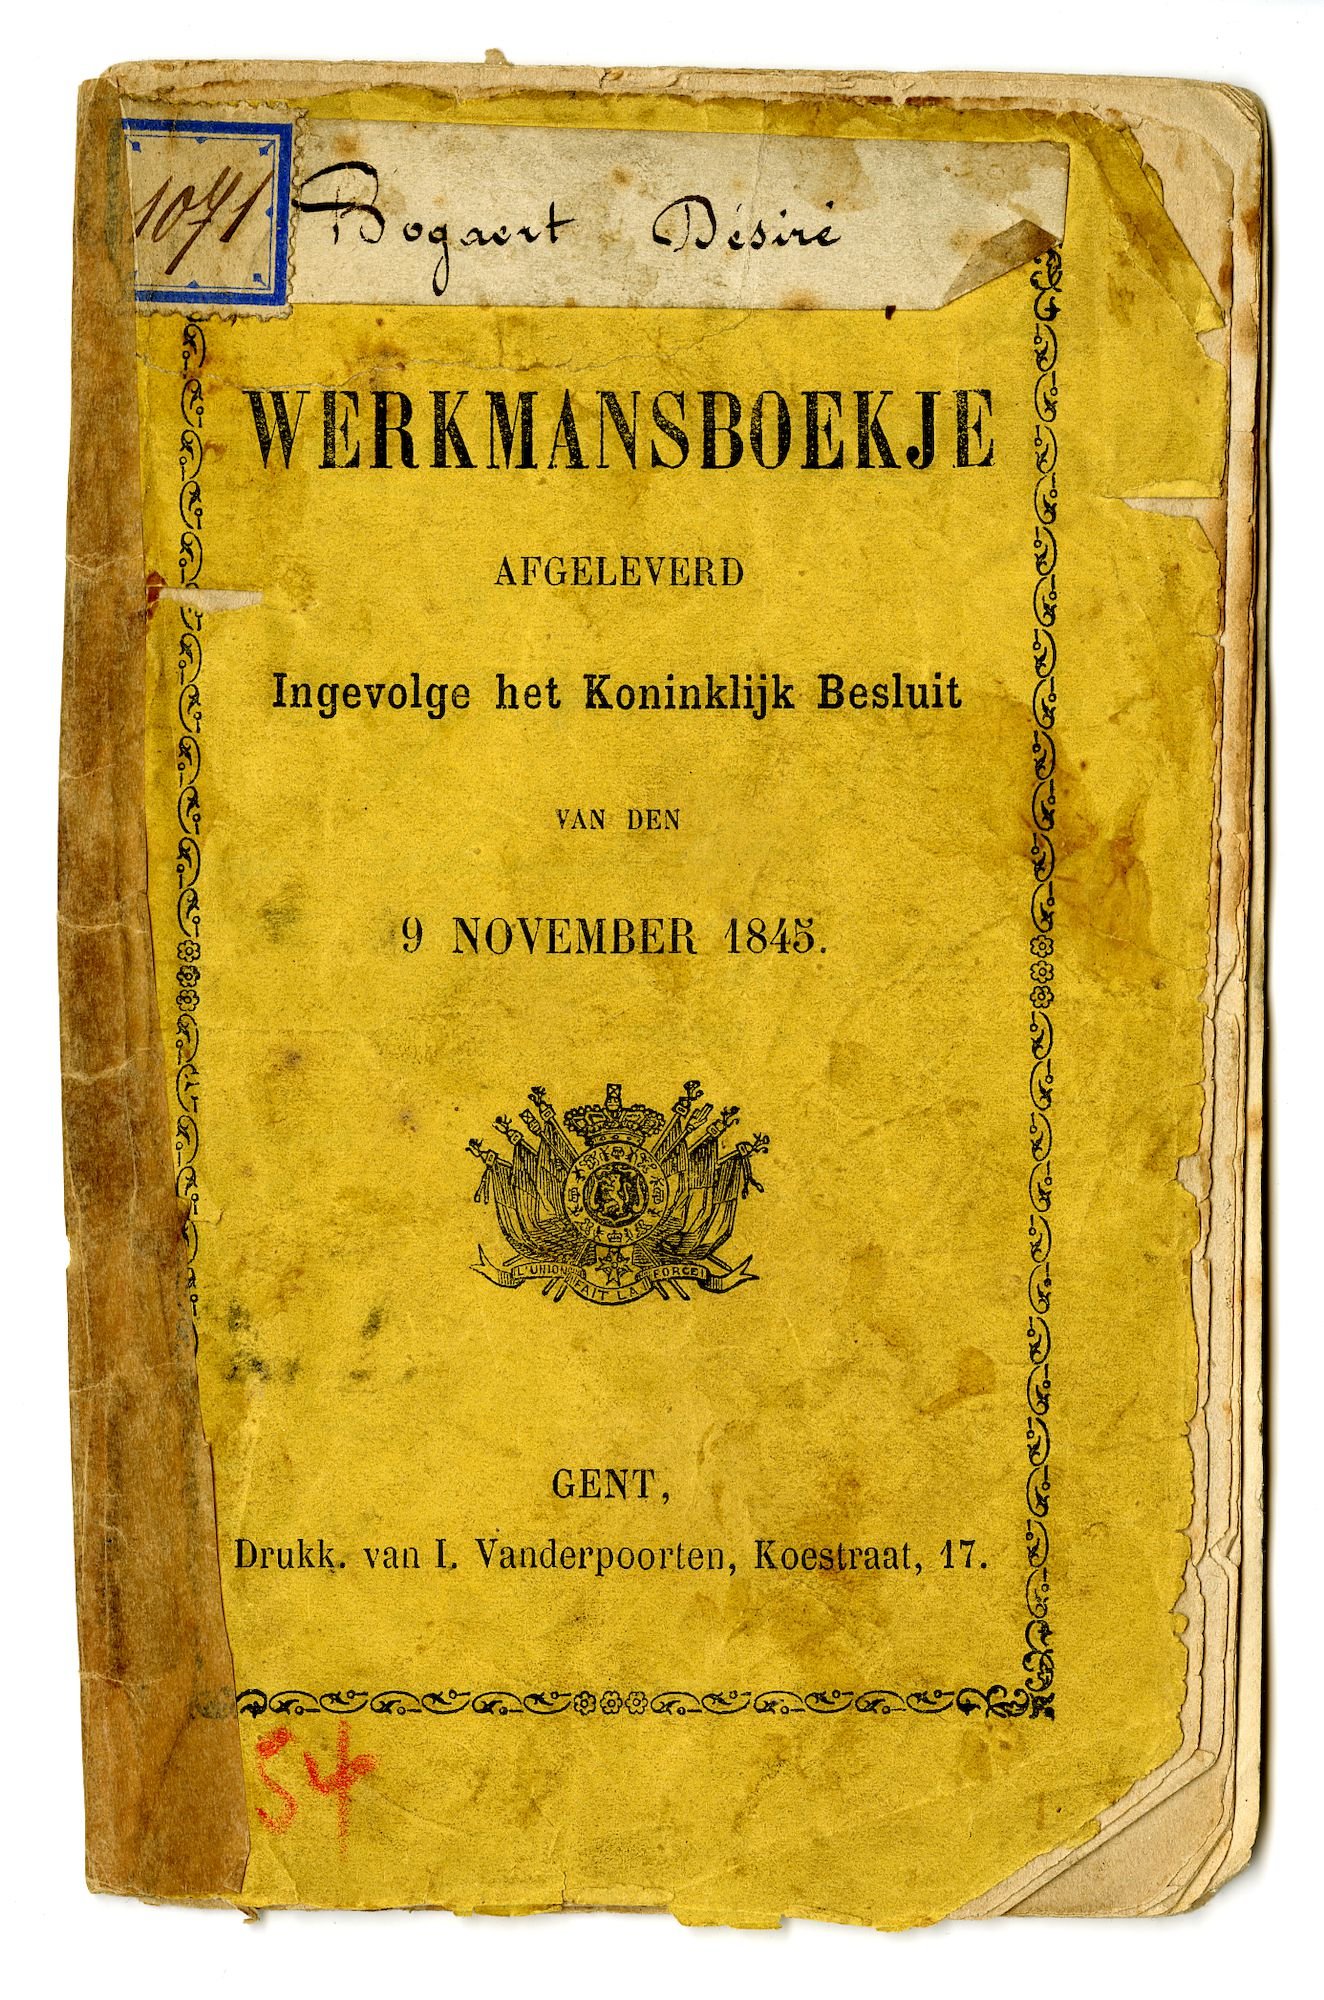 1071
Bogaert Désiré
WERKMANSBOEKJE
AFGELEVERD
Ingevolge het Koninklijk Besluit
VAN DEN
9 NOVEMBER 1845.
L'UNION FAIT LA FORCE
GENT,
Drukk. van I. Vanderpoorten, Koestraat, 17.
54